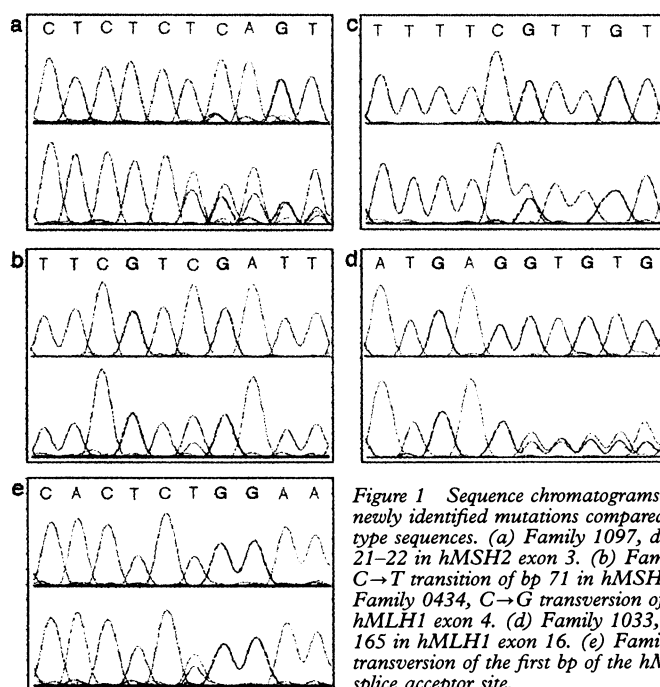 a
C T C T C T C A G T
c
T T T T C G T T G T
b
T T C G T C G A T T
d
A T G A G G T G T G
e
C A C T C T G G A A
Figure 1 Sequence chromatograms
newly identified mutations compared
type sequences. (a) Family 1097, d
21–22 in hMSH2 exon 3. (b) Fam
C→T transition of bp 71 in hMSH
Family 0434, C→G transversion of
hMLH1 exon 4. (d) Family 1033,
165 in hMLH1 exon 16. (e) Famil
transversion of the first bp of the hM
splice acceptor site.